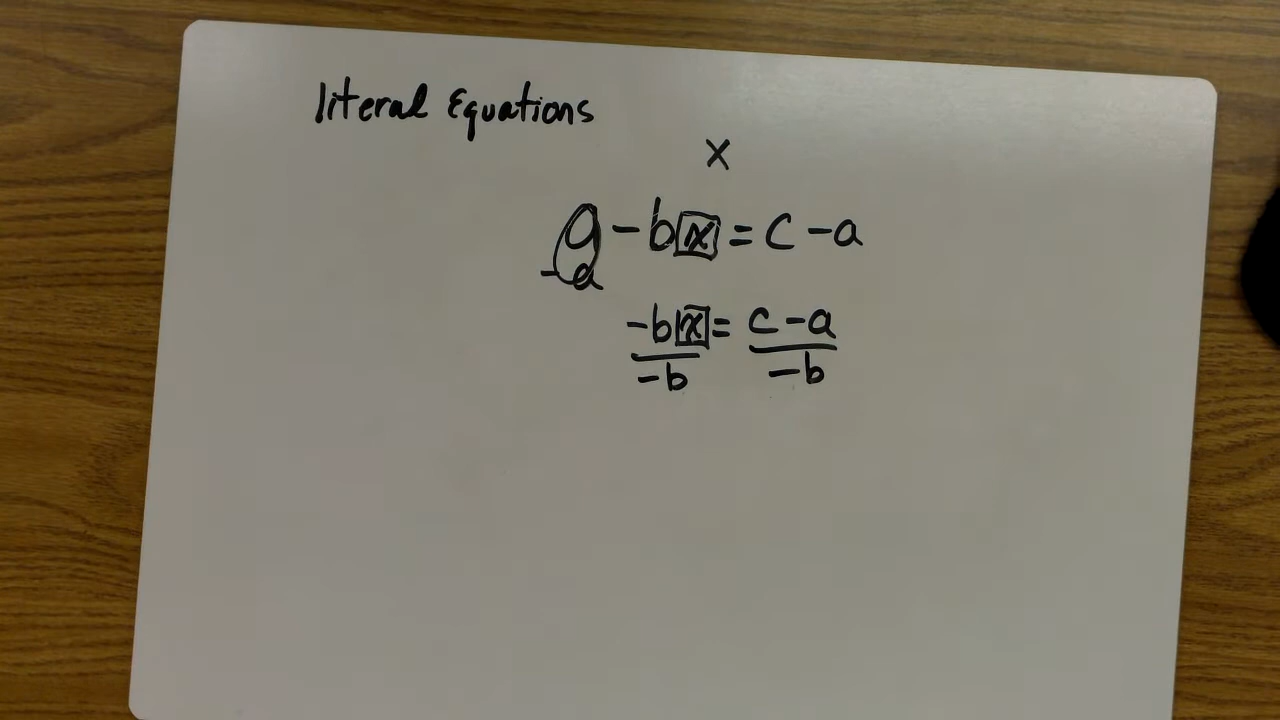 literal Equations
x
a - bx = c - a
-a
-bx = c - a
-b -b